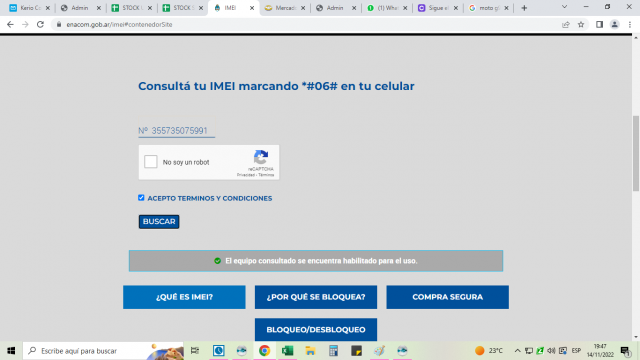 Kerio C
Admin
STOCK
STOCK
IMEI
Mercad
Admin
(1) Wha
Sigue e
moto g
enacom.gob.ar/imei#contenedorSite
Consultá tu IMEI marcando *#06# en tu celular
Nº 355735075991
No soy un robot
reCAPTCHA
Privacidad - Términos
ACEPTO TERMINOS Y CONDICIONES
BUSCAR
El equipo consultado se encuentra habilitado para el uso.
¿QUÉ ES IMEI?
¿POR QUÉ SE BLOQUEA?
COMPRA SEGURA
BLOQUEO/DESBLOQUEO
Escribe aquí para buscar
23°C
ESP
19:47
14/11/2022